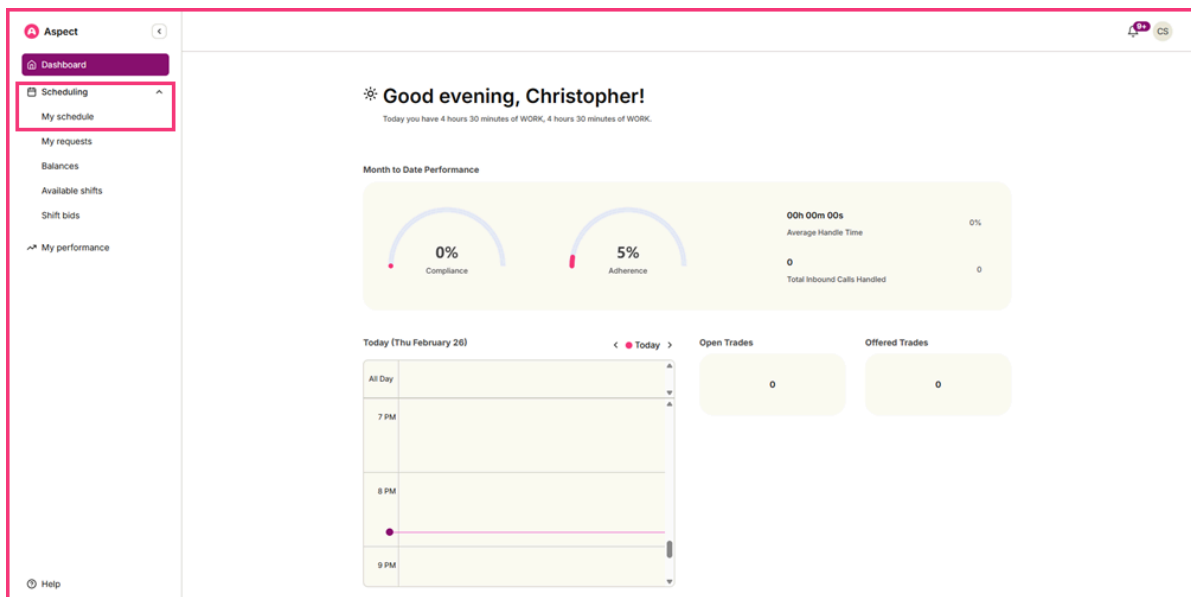 Aspect
9+
CS
Dashboard
Scheduling
My schedule
My requests
Balances
Available shifts
Shift bids
My performance
Help
Good evening, Christopher!
Today you have 4 hours 30 minutes of WORK, 4 hours 30 minutes of WORK.
Month to Date Performance
0%
Compliance
5%
Adherence
00h 00m 00s
Average Handle Time
0%
0
Total Inbound Calls Handled
0
Today (Thu February 26)
Today
All Day
7 PM
8 PM
9 PM
Open Trades
0
Offered Trades
0